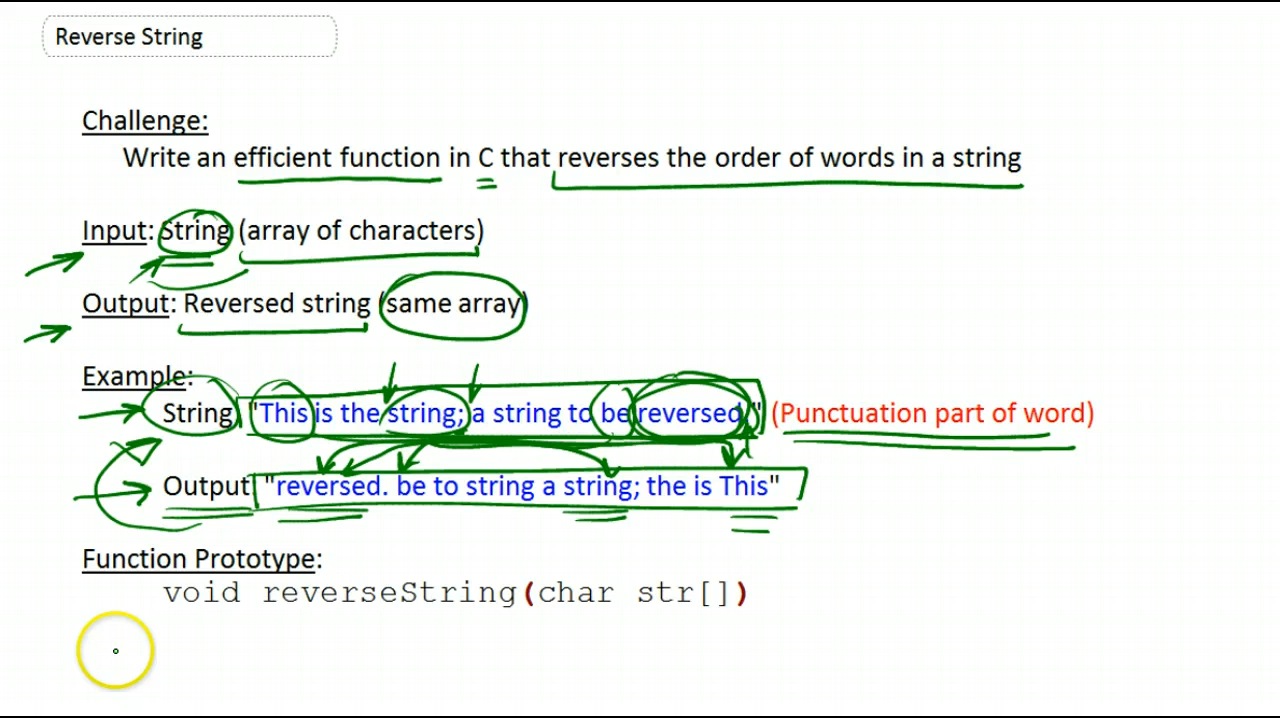 Reverse String
Challenge:
Write an efficient function in C that reverses the order of words in a string
Input: String (array of characters)
Output: Reversed string (same array)
Example:
String "This is the string; a string to be reversed." (Punctuation part of word)
Output "reversed. be to string a string; the is This"
Function Prototype:
void reverseString(char str[])